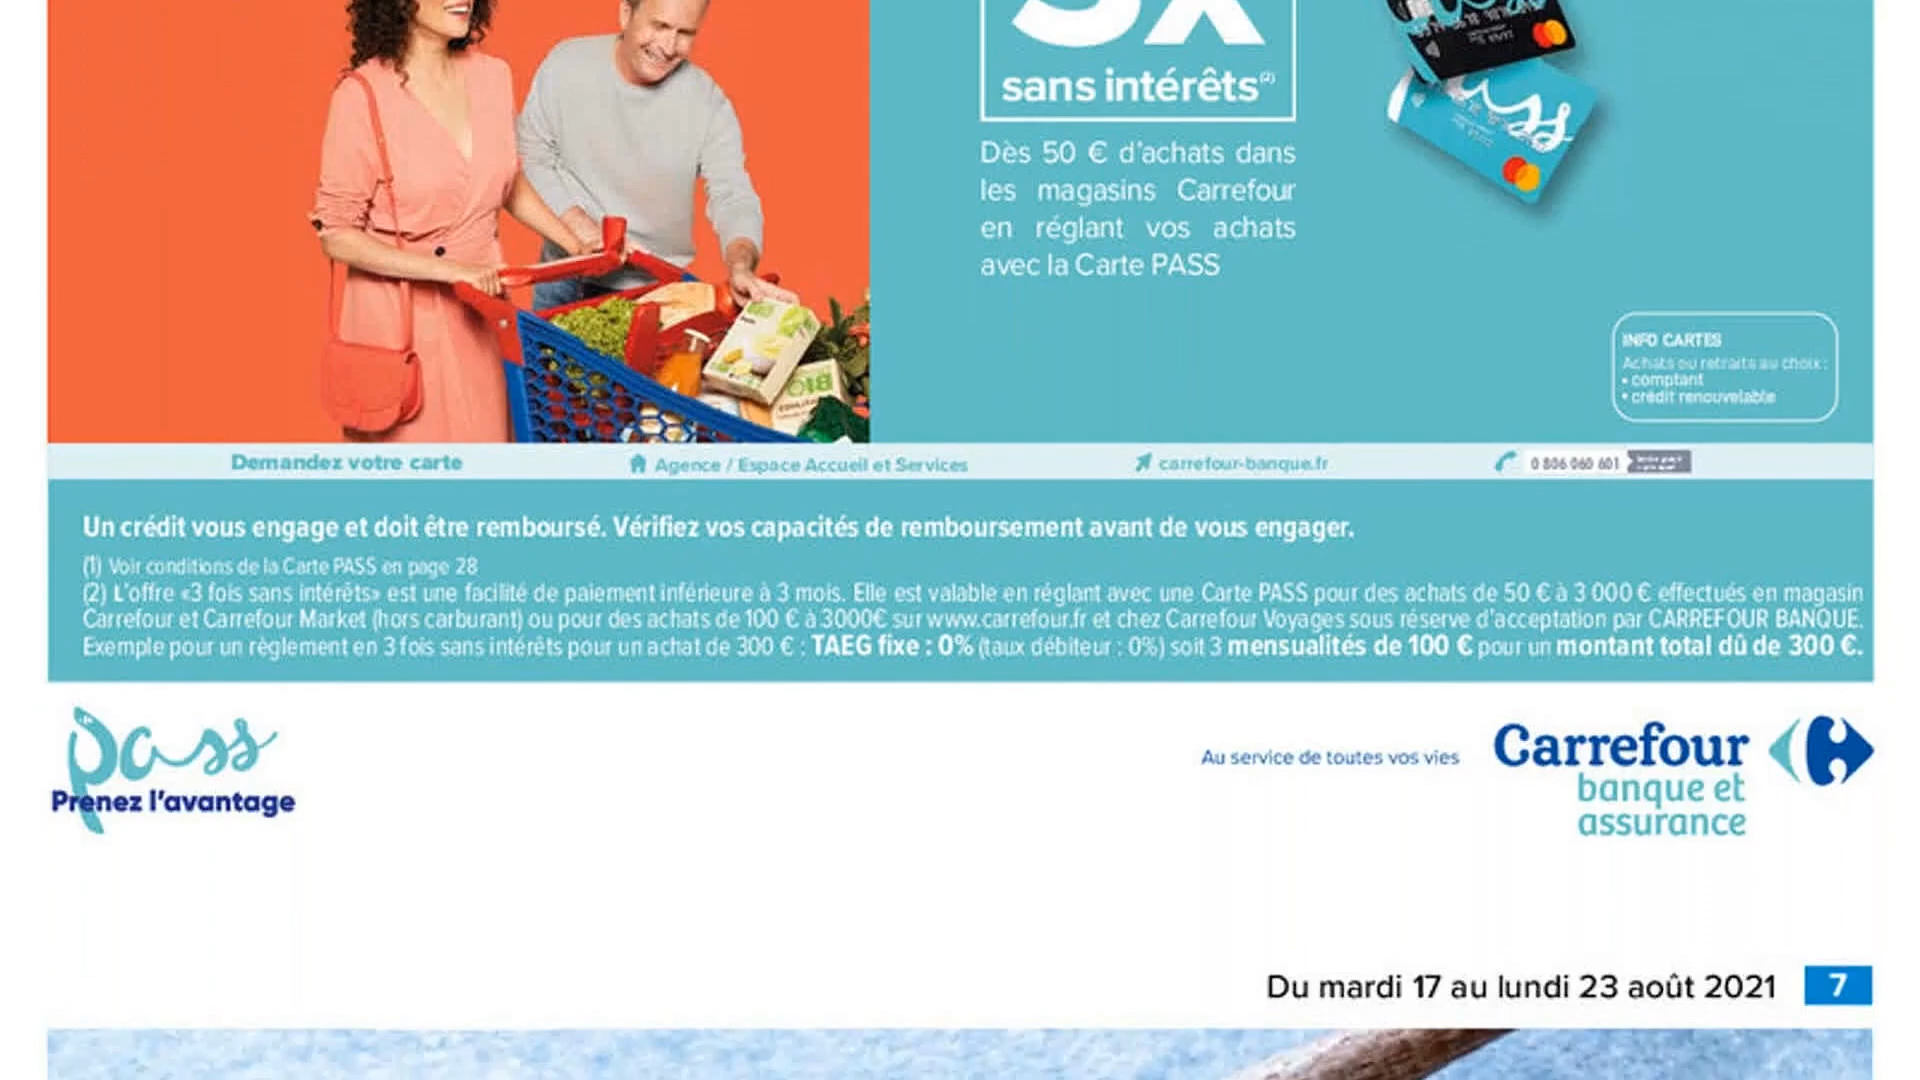 3x
sans intérêts(2)
Dès 50 € d'achats dans
les magasins Carrefour
en réglant vos achats
avec la Carte PASS
INFO CARTES
Achats ou retraits au choix :
• comptant
• crédit renouvelable
Demandez votre carte
Agence / Espace Accueil et Services
carrefour-banque.fr
0 806 060 601
Un crédit vous engage et doit être remboursé. Vérifiez vos capacités de remboursement avant de vous engager.
(1) Voir conditions de la Carte PASS en page 28
(2) L'offre «3 fois sans intérêts» est une facilité de paiement inférieure à 3 mois. Elle est valable en réglant avec une Carte PASS pour des achats de 50 € à 3 000 € effectués en magasin
Carrefour et Carrefour Market (hors carburant) ou pour des achats de 100 € à 3000€ sur www.carrefour.fr et chez Carrefour Voyages sous réserve d'acceptation par CARREFOUR BANQUE.
Exemple pour un règlement en 3 fois sans intérêts pour un achat de 300 € : TAEG fixe : 0% (taux débiteur : 0%) soit 3 mensualités de 100 € pour un montant total dû de 300 €.
pass
Prenez l'avantage
Au service de toutes vos vies
Carrefour
banque et
assurance
Du mardi 17 au lundi 23 août 2021
7